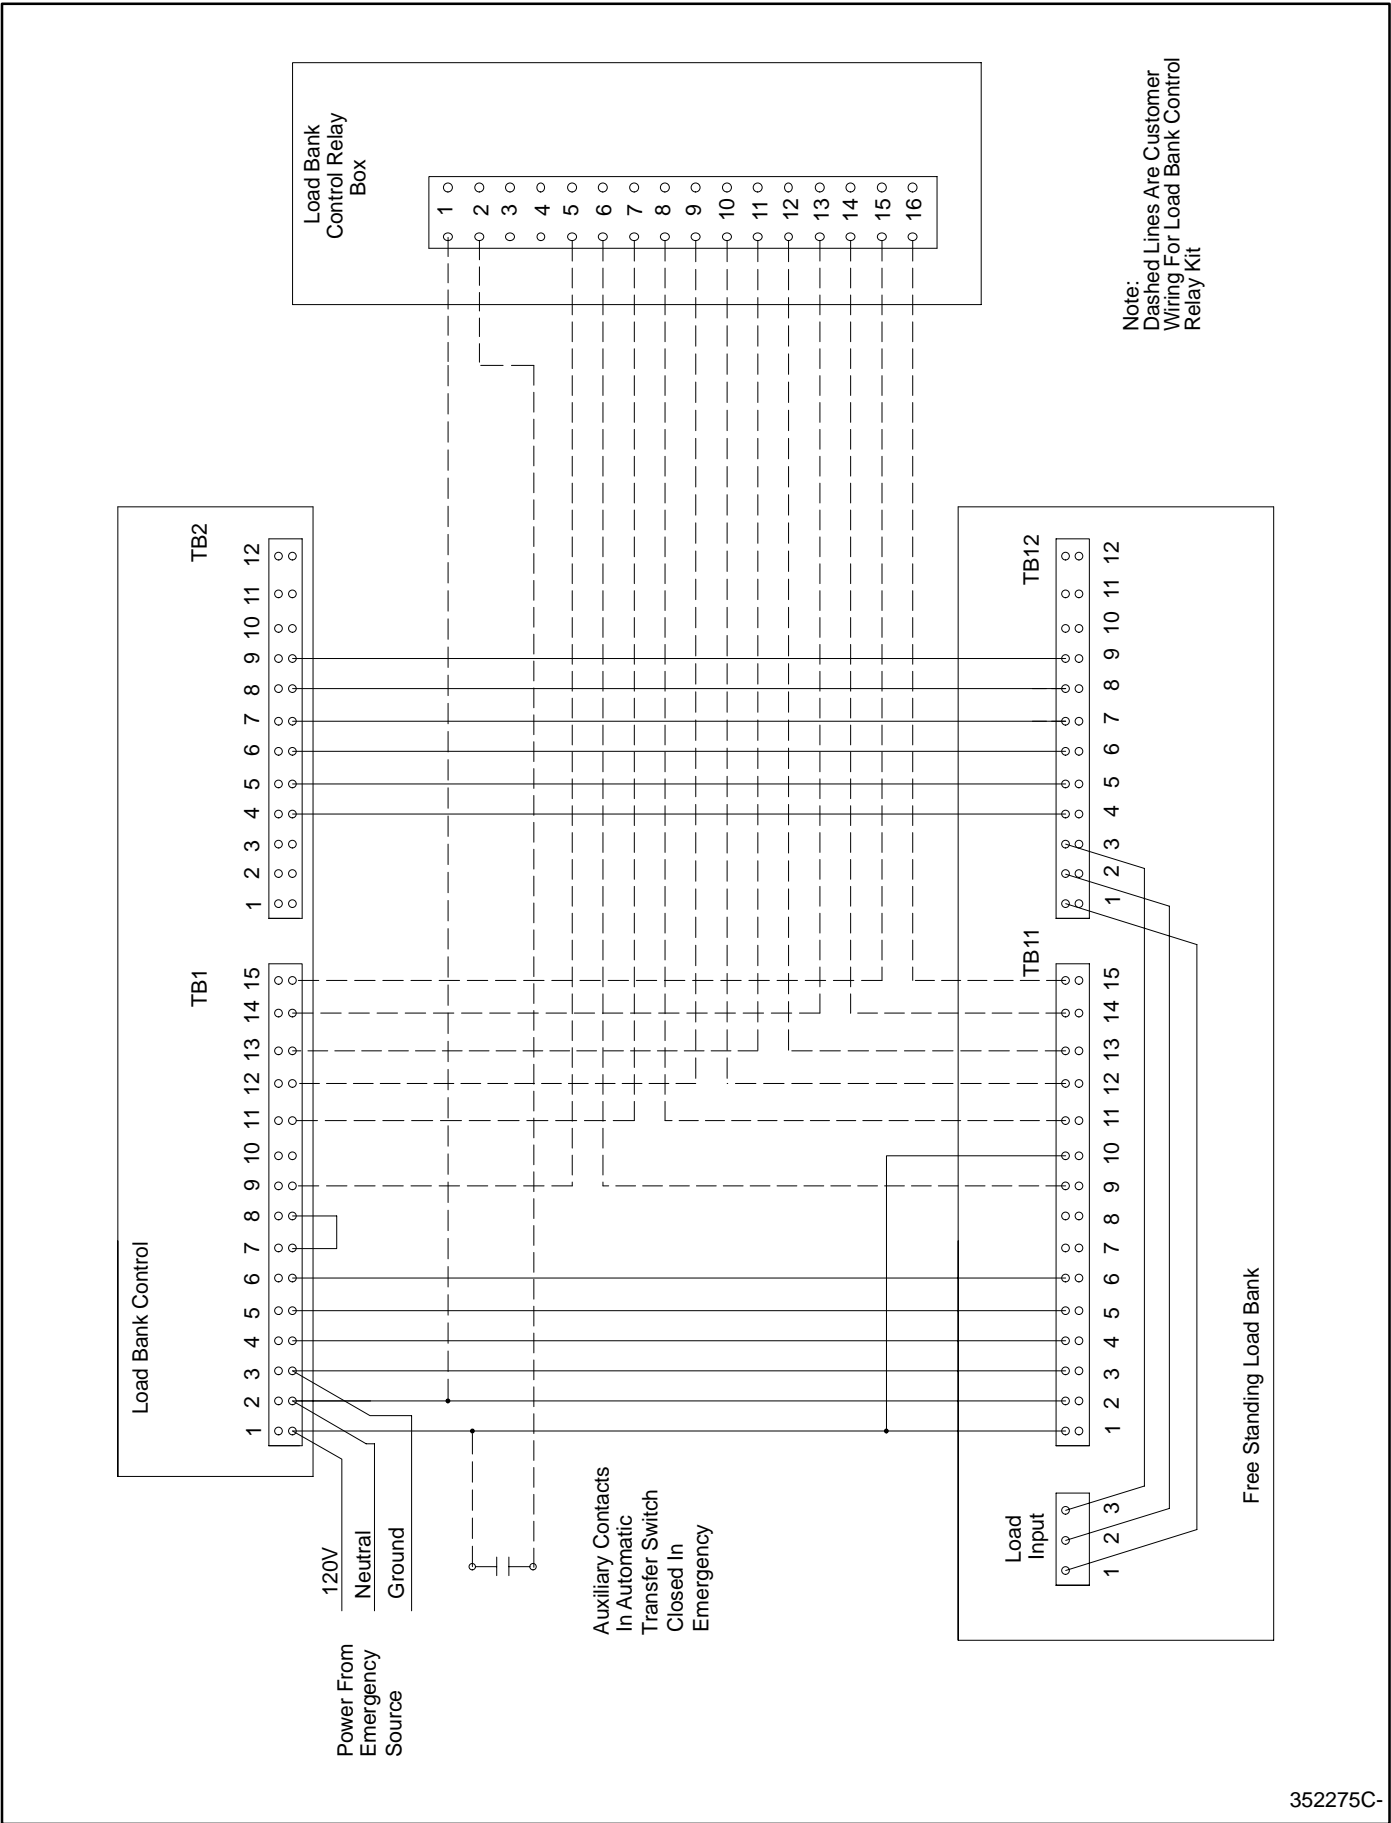 Load Bank Control
TB1
TB2
1 2 3 4 5 6 7 8 9 10 11 12 13 14 15
1 2 3 4 5 6 7 8 9 10 11 12
Power From
Emergency
Source
120V
Neutral
Ground
Load Bank
Control Relay
Box
1
2
3
4
5
6
7
8
9
10
11
12
13
14
15
16
Auxiliary Contacts
In Automatic
Transfer Switch
Closed In
Emergency
Load
Input
1 2 3
TB11
TB12
1 2 3 4 5 6 7 8 9 10 11 12 13 14 15
1 2 3 4 5 6 7 8 9 10 11 12
Free Standing Load Bank
Note:
Dashed Lines Are Customer
Wiring For Load Bank Control
Relay Kit
352275C-